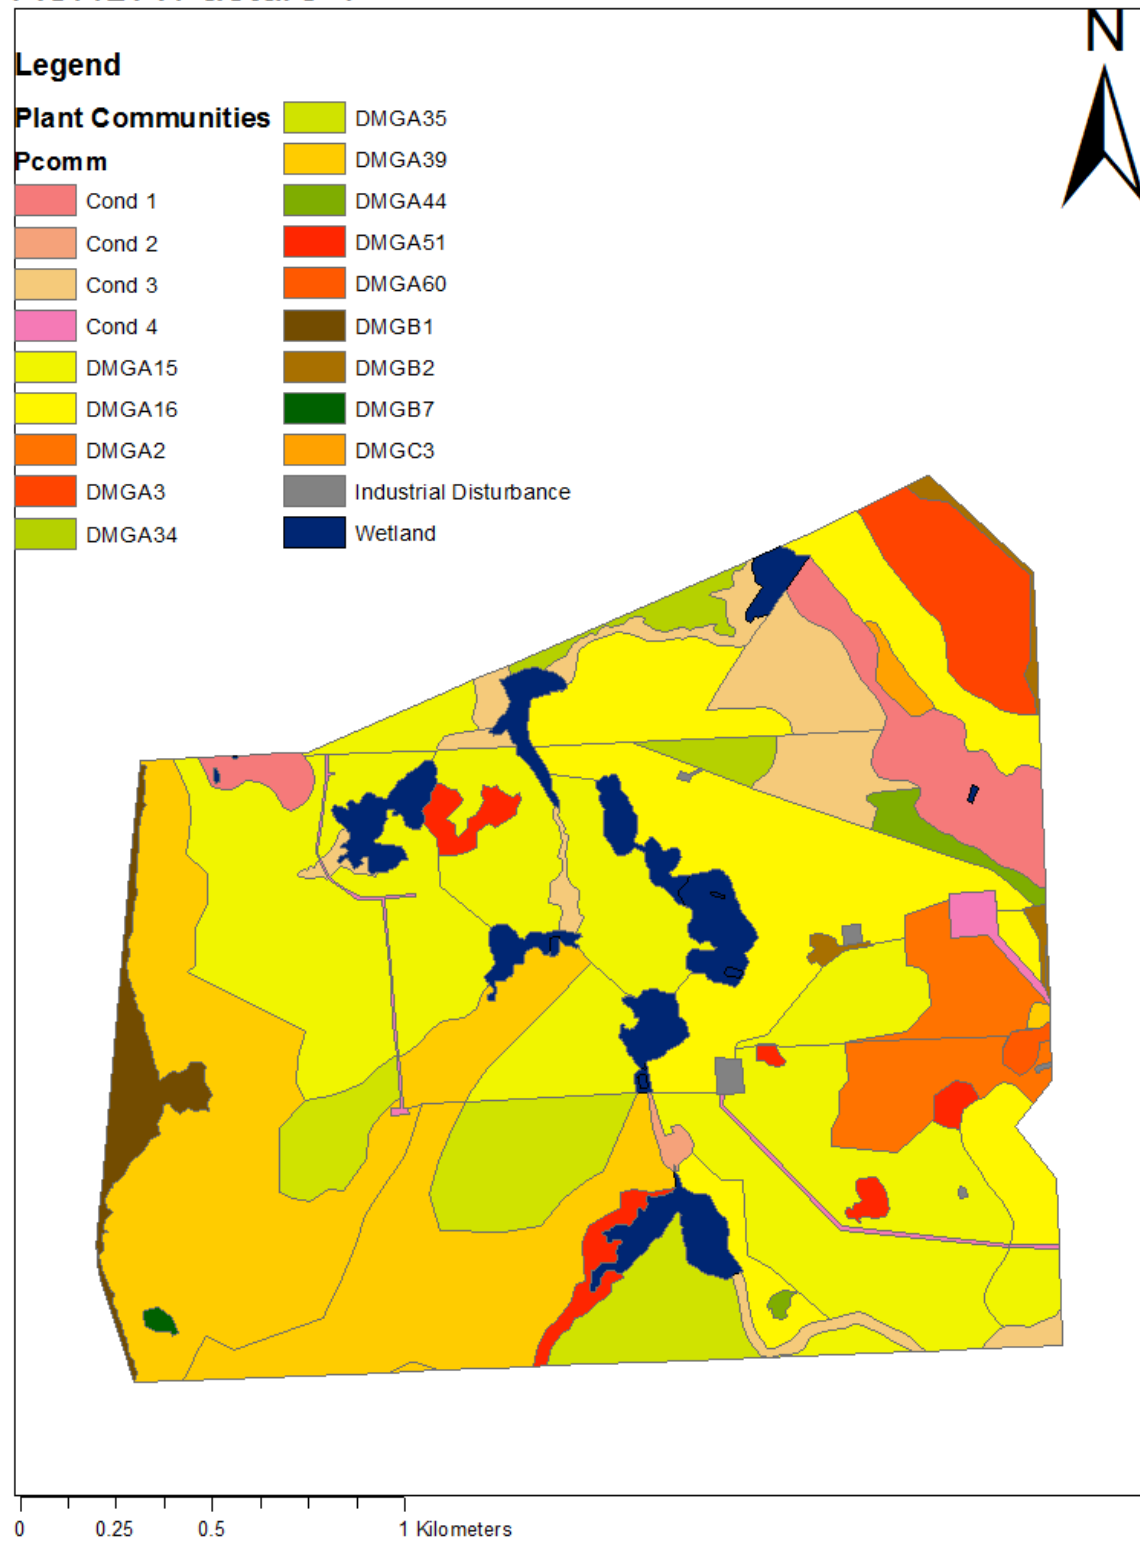 N
Legend
Plant Communities
Pcomm
Cond 1
Cond 2
Cond 3
Cond 4
DMGA15
DMGA16
DMGA2
DMGA3
DMGA34
DMGA35
DMGA39
DMGA44
DMGA51
DMGA60
DMGB1
DMGB2
DMGB7
DMGC3
Industrial Disturbance
Wetland
0 0.25 0.5 1 Kilometers